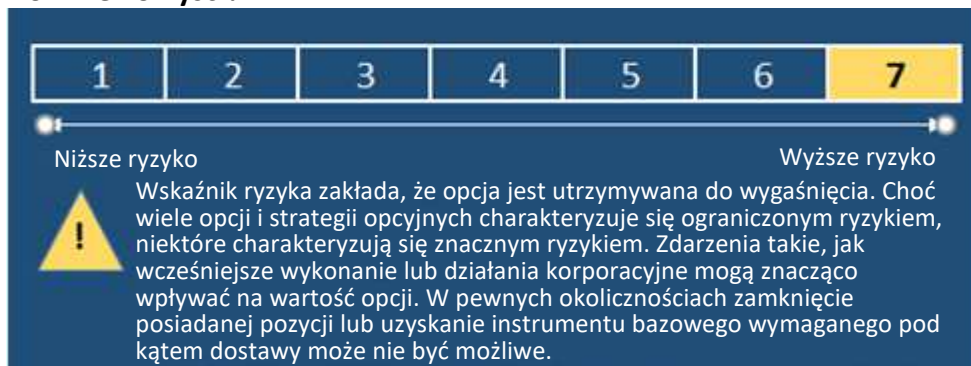 1 2 3 4 5 6 7
Niższe ryzyko Wyższe ryzyko
Wskaźnik ryzyka zakłada, że opcja jest utrzymywana do wygaśnięcia. Choć
wiele opcji i strategii opcyjnych charakteryzuje się ograniczonym ryzykiem,
niektóre charakteryzują się znacznym ryzykiem. Zdarzenia takie, jak
wcześniejsze wykonanie lub działania korporacyjne mogą znacząco
wpływać na wartość opcji. W pewnych okolicznościach zamknięcie
posiadanej pozycji lub uzyskanie instrumentu bazowego wymaganego pod
kątem dostawy może nie być możliwe.